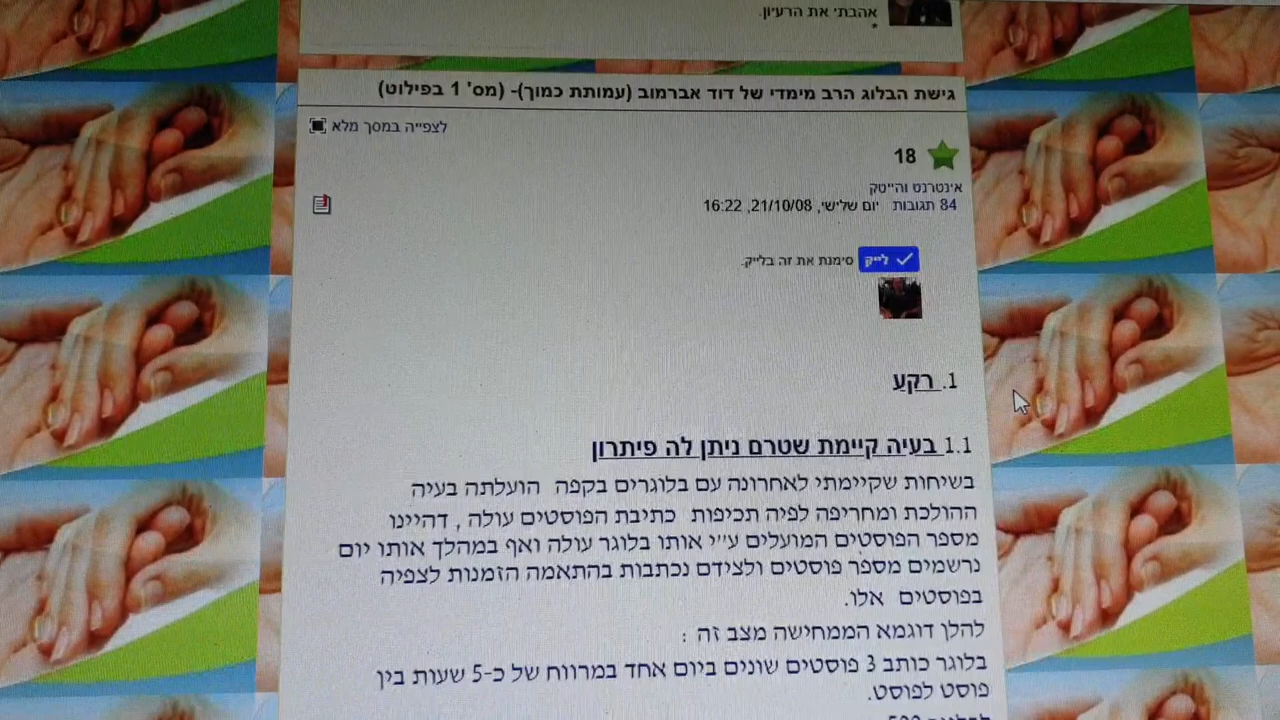 אהבתי את הרעיון.
*
גישת הבלוג הרב מימדי של דוד אברמוב (עמותת כמוך)- (מס' 1 בפילוט)
לצפייה במסך מלא
18
אינטרנט והייטק
84 תגובות יום שלישי, 21/10/08, 16:22
לייק סימנת את זה בלייק.
1. רקע
1.1 בעיה קיימת שטרם ניתן לה פיתרון
בשיחות שקיימתי לאחרונה עם בלוגרים בקפה הועלתה בעיה
ההולכת ומחריפה לפיה תכיפות כתיבת הפוסטים עולה , דהיינו
מספר הפוסטים המועלים ע"י אותו בלוגר עולה ואף במהלך אותו יום
נרשמים מספר פוסטים ולצידם נכתבות בהתאמה הזמנות לצפיה
בפוסטים אלו.
להלן דוגמא הממחישה מצב זה :
בלוגר כותב 3 פוסטים שונים ביום אחד במרווח של כ-5 שעות בין
פוסט לפוסט.